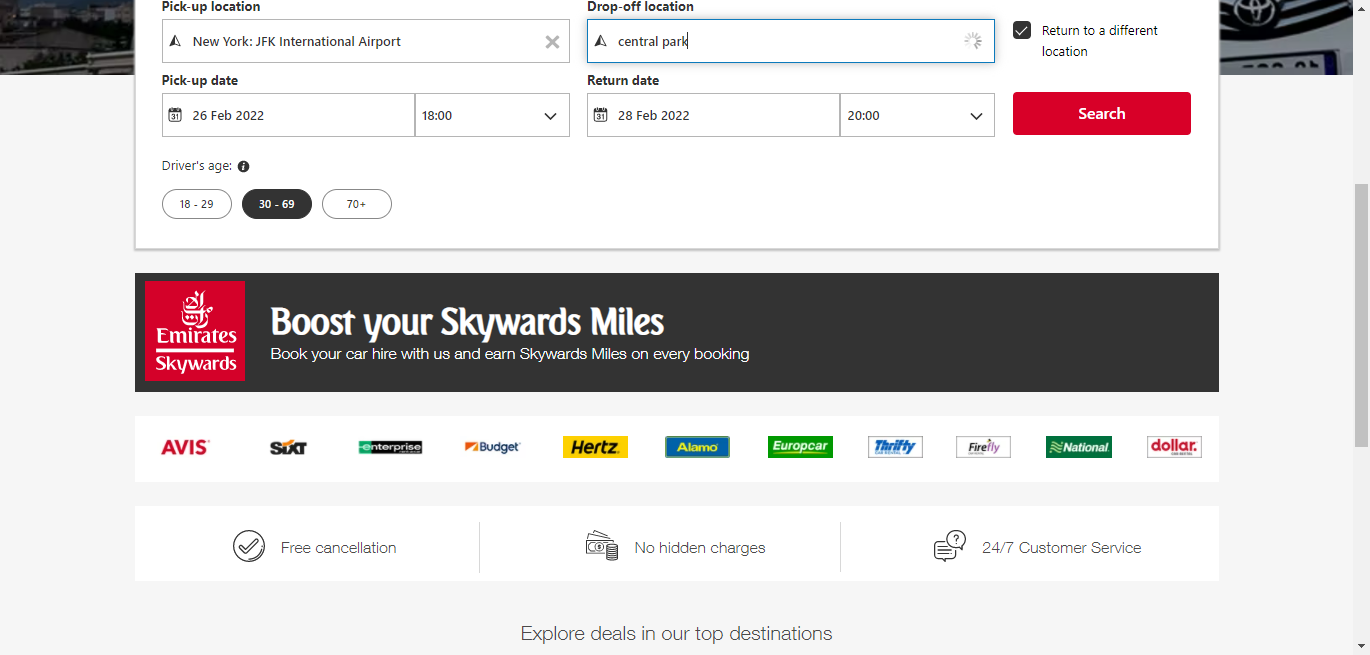 Pick-up location
Drop-off location
New York: JFK International Airport
central park
Return to a different
location
Pick-up date
Return date
31 26 Feb 2022
18:00
31 28 Feb 2022
20:00
Search
Driver's age: i
18 - 29
30 - 69
70+
Emirates
Skywards
Boost your Skywards Miles
Book your car hire with us and earn Skywards Miles on every booking
AVIS
SIXT
enterprise
Budget
Hertz
Alamo
Europcar
Thrifty
Firefly
National
dollar.
Free cancellation
No hidden charges
24/7 Customer Service
Explore deals in our top destinations